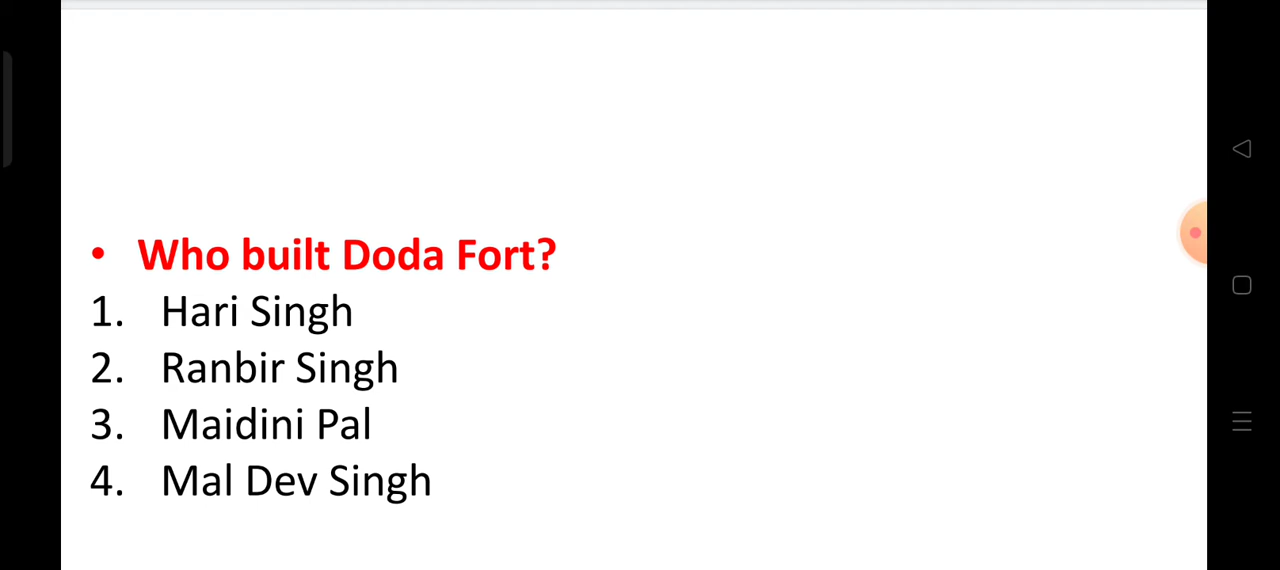 • Who built Doda Fort?
1. Hari Singh
2. Ranbir Singh
3. Maidini Pal
4. Mal Dev Singh